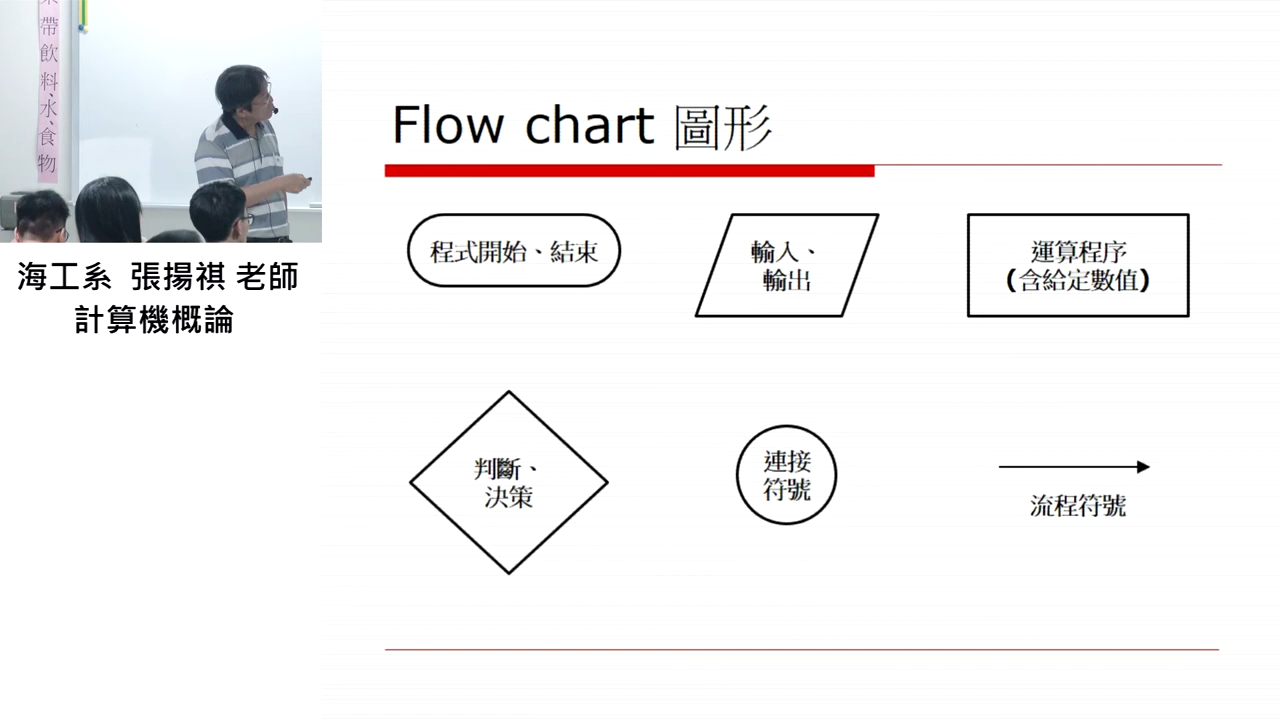 帶飲料、水、食物
海工系 張揚祺 老師
計算機概論
Flow chart 圖形
程式開始、結束
輸入、
輸出
運算程序
(含給定數值)
判斷、
決策
連接
符號
流程符號